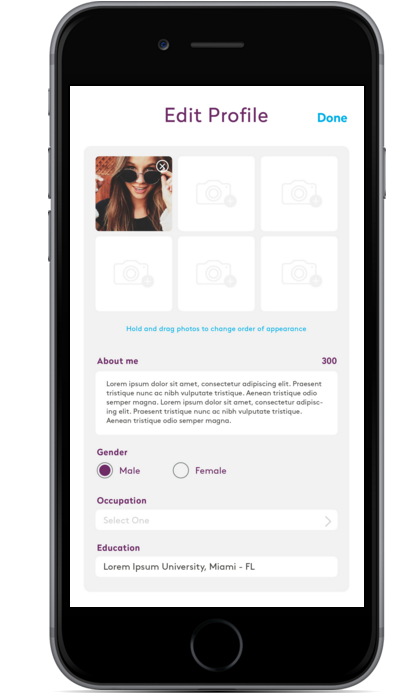 Edit Profile
Done
Hold and drag photos to change order of appearance
About me
300
Lorem ipsum dolor sit amet, consectetur adipiscing elit. Praesent
tristique nunc ac nibh vulputate tristique. Aenean tristique odio
semper magna. Lorem ipsum dolor sit amet, consectetur adipisc-
ing elit. Praesent tristique nunc ac nibh vulputate tristique.
Aenean tristique odio semper magna.
Gender
Male
Female
Occupation
Select One
Education
Lorem Ipsum University, Miami - FL